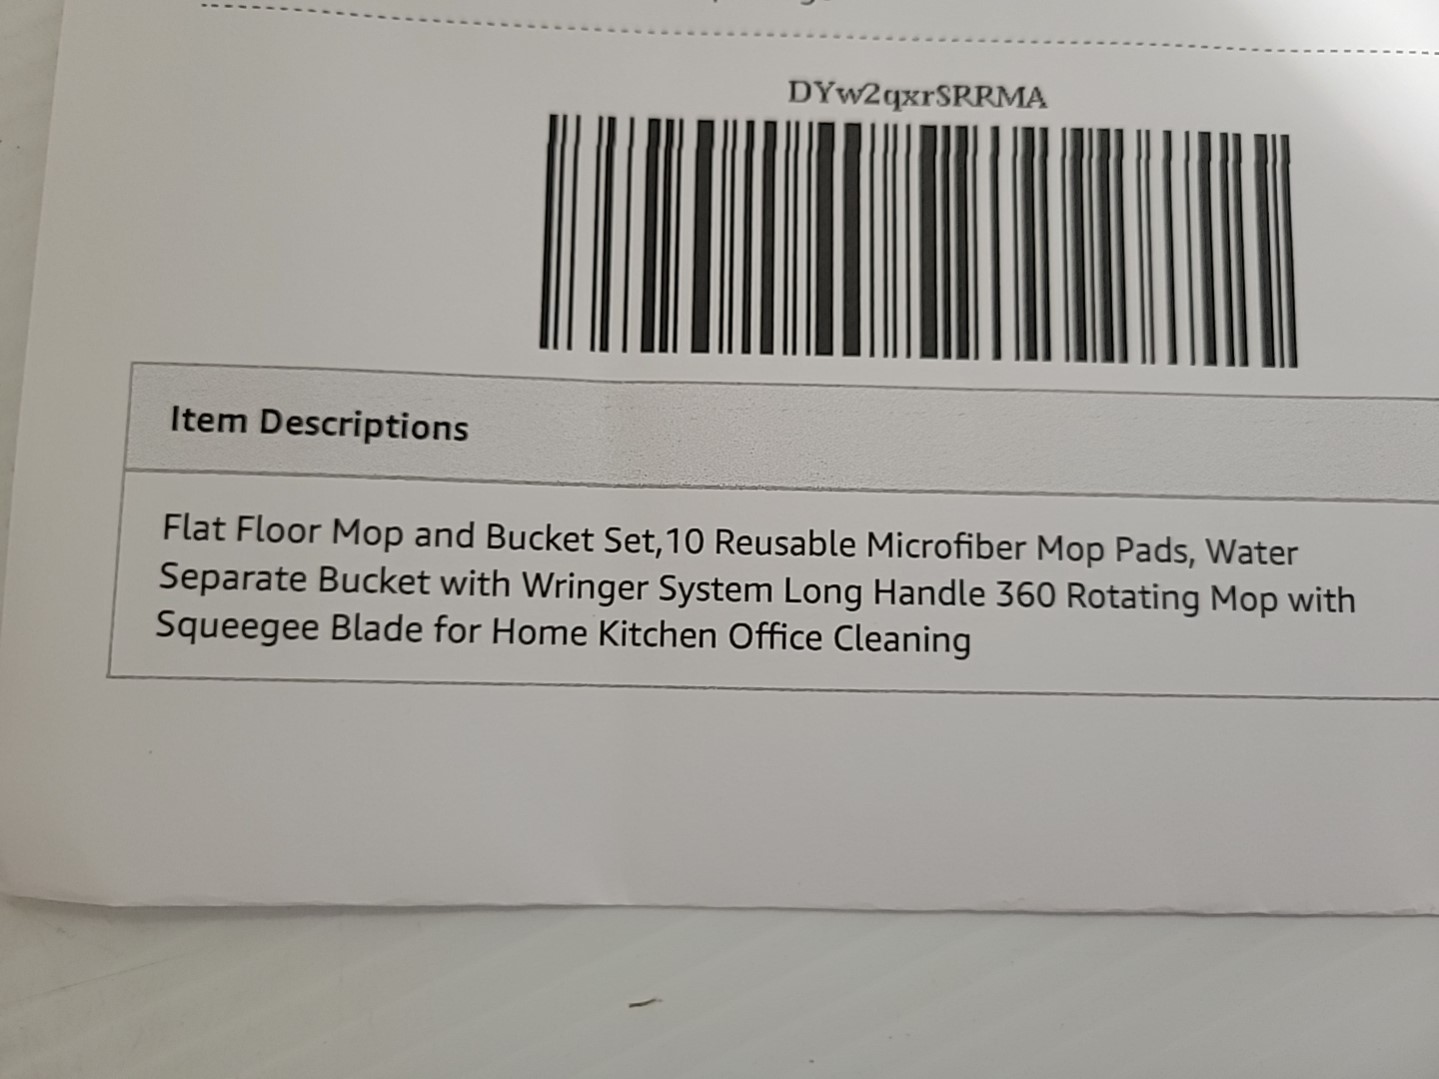 DYw2qxrSRRMA
Item Descriptions
Flat Floor Mop and Bucket Set,10 Reusable Microfiber Mop Pads, Water
Separate Bucket with Wringer System Long Handle 360 Rotating Mop with
Squeegee Blade for Home Kitchen Office Cleaning